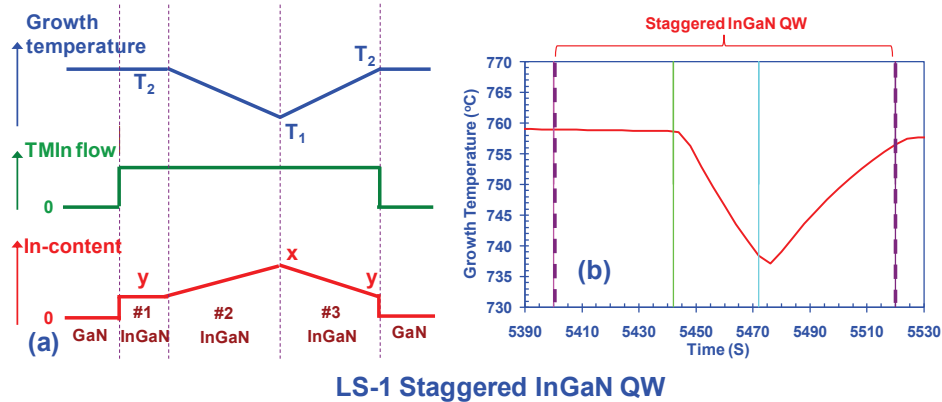 Growth
temperature
T2
T2
T1
TMIn flow
0
In-content
x
y
y
0
#1
#2
#3
GaN
InGaN
InGaN
InGaN
GaN
(a)
Staggered InGaN QW
770
765
760
755
750
745
740
735
730
Growth Temperature (°C)
(b)
5390
5410
5430
5450
5470
5490
5510
5530
Time (S)
LS-1 Staggered InGaN QW